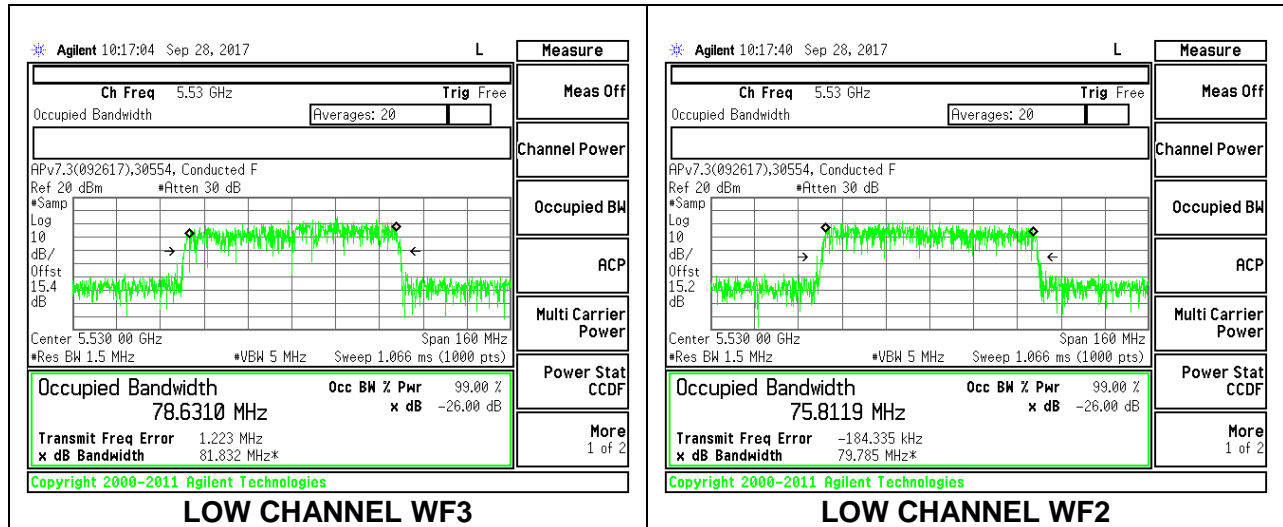 Agilent 10:17:04 Sep 28, 2017 L
Measure
Ch Freq 5.53 GHz Trig Free
Occupied Bandwidth Averages: 20
Meas Off
Channel Power
Occupied BW
ACP
Multi Carrier
Power
Power Stat
CCDF
More
1 of 2
APv7.3(092617),30554, Conducted F
Ref 20 dBm #Atten 30 dB
#Samp
Log
10
dB/
Offst
15.4
dB
Center 5.530 00 GHz Span 160 MHz
#Res BW 1.5 MHz #VBW 5 MHz Sweep 1.066 ms (1000 pts)
Occupied Bandwidth Occ BW % Pwr 99.00 %
78.6310 MHz x dB -26.00 dB
Transmit Freq Error 1.223 MHz
x dB Bandwidth 81.832 MHz*
Copyright 2000-2011 Agilent Technologies
LOW CHANNEL WF3
Agilent 10:17:40 Sep 28, 2017 L
Measure
Ch Freq 5.53 GHz Trig Free
Occupied Bandwidth Averages: 20
Meas Off
Channel Power
Occupied BW
ACP
Multi Carrier
Power
Power Stat
CCDF
More
1 of 2
APv7.3(092617),30554, Conducted F
Ref 20 dBm #Atten 30 dB
#Samp
Log
10
dB/
Offst
15.2
dB
Center 5.530 00 GHz Span 160 MHz
#Res BW 1.5 MHz #VBW 5 MHz Sweep 1.066 ms (1000 pts)
Occupied Bandwidth Occ BW % Pwr 99.00 %
75.8119 MHz x dB -26.00 dB
Transmit Freq Error -184.335 kHz
x dB Bandwidth 79.785 MHz*
Copyright 2000-2011 Agilent Technologies
LOW CHANNEL WF2